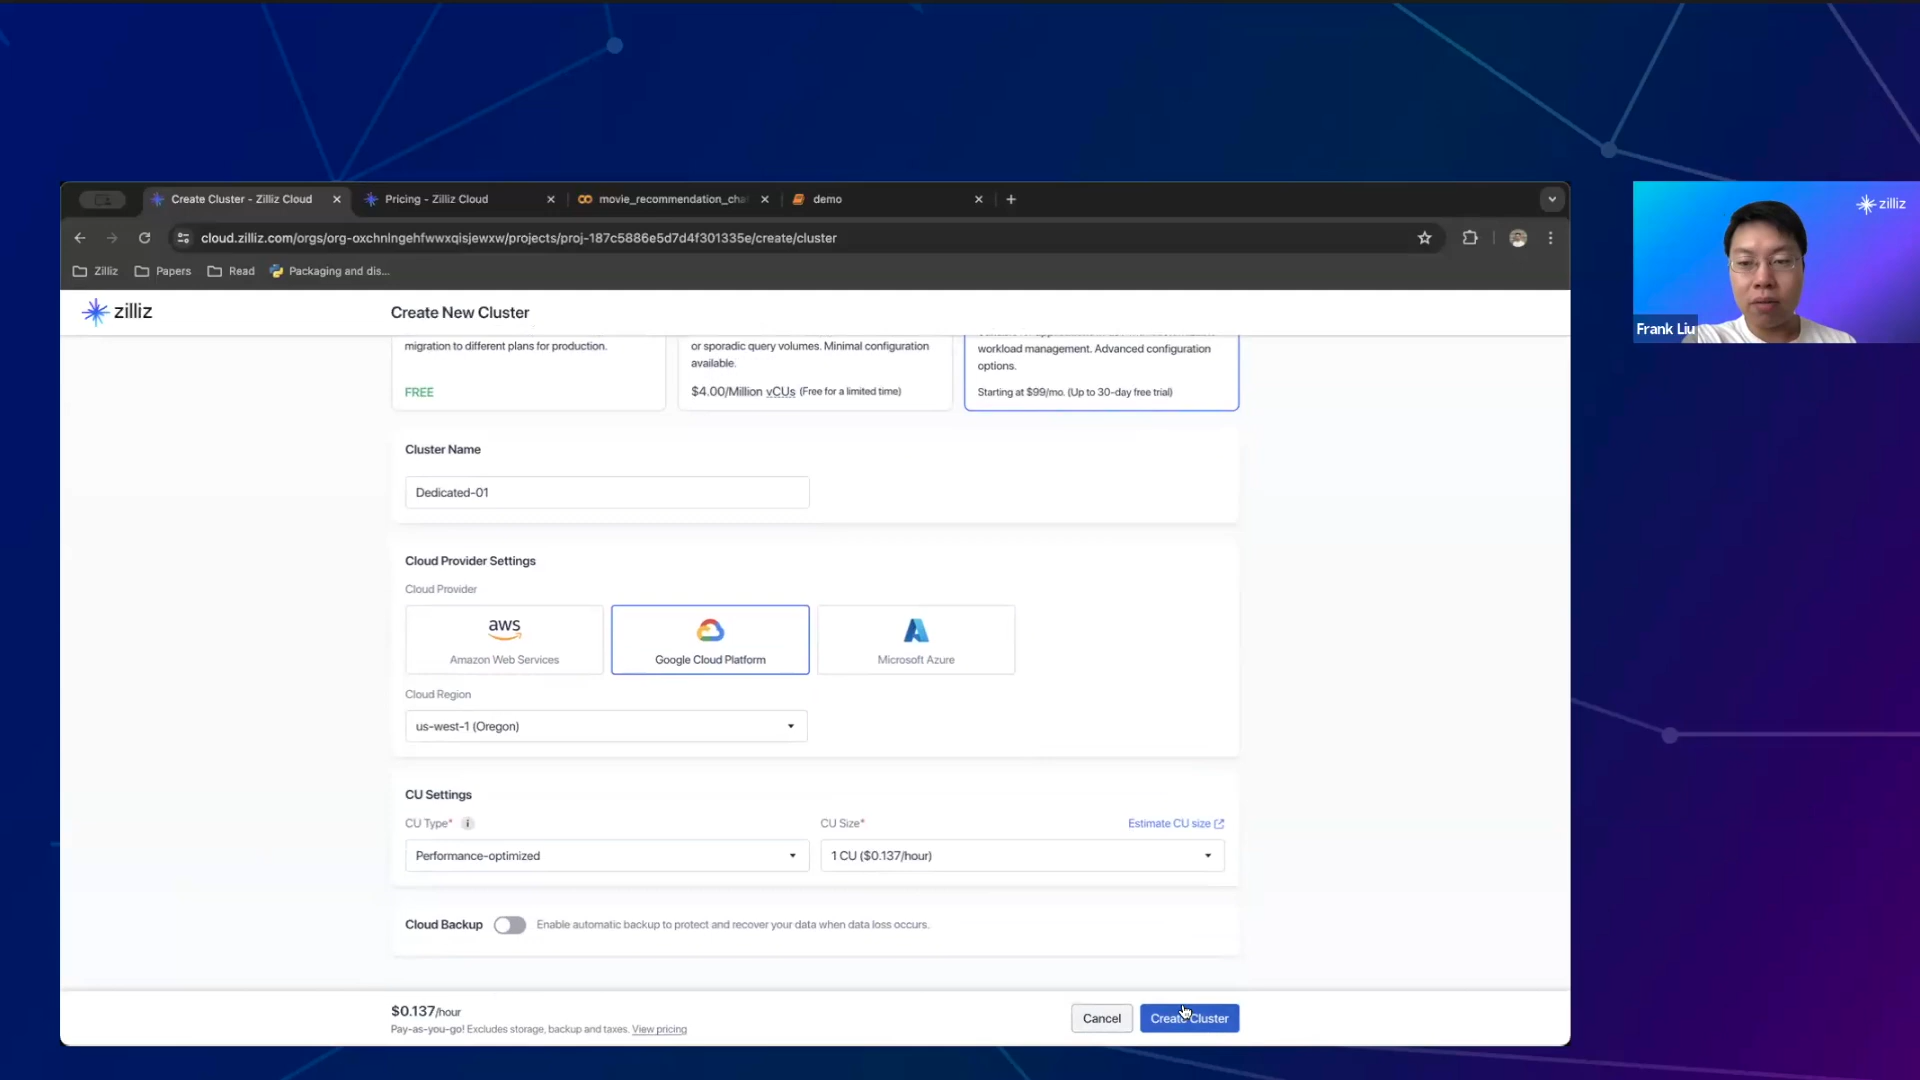 Create Cluster - Zilliz Cloud
Pricing - Zilliz Cloud
movie_recommendation_cha
demo
cloud.zilliz.com/orgs/org-oxchnlngehfwwxqisjewxw/projects/proj-187c5886e5d7d4f301335e/create/cluster
Zilliz
Papers
Read
Packaging and dis...
zilliz
Create New Cluster
migration to different plans for production.
FREE
or sporadic query volumes. Minimal configuration
available.
$4.00/Million vCUs (Free for a limited time)
workload management. Advanced configuration
options.
Starting at $99/mo. (Up to 30-day free trial)
Cluster Name
Dedicated-01
Cloud Provider Settings
Cloud Provider
aws
Amazon Web Services
Google Cloud Platform
Microsoft Azure
Cloud Region
us-west-1 (Oregon)
CU Settings
CU Type*
CU Size*
Estimate CU size
Performance-optimized
1 CU ($0.137/hour)
Cloud Backup
Enable automatic backup to protect and recover your data when data loss occurs.
$0.137/hour
Pay-as-you-go! Excludes storage, backup and taxes. View pricing
Cancel
Create Cluster
zilliz
Frank Liu